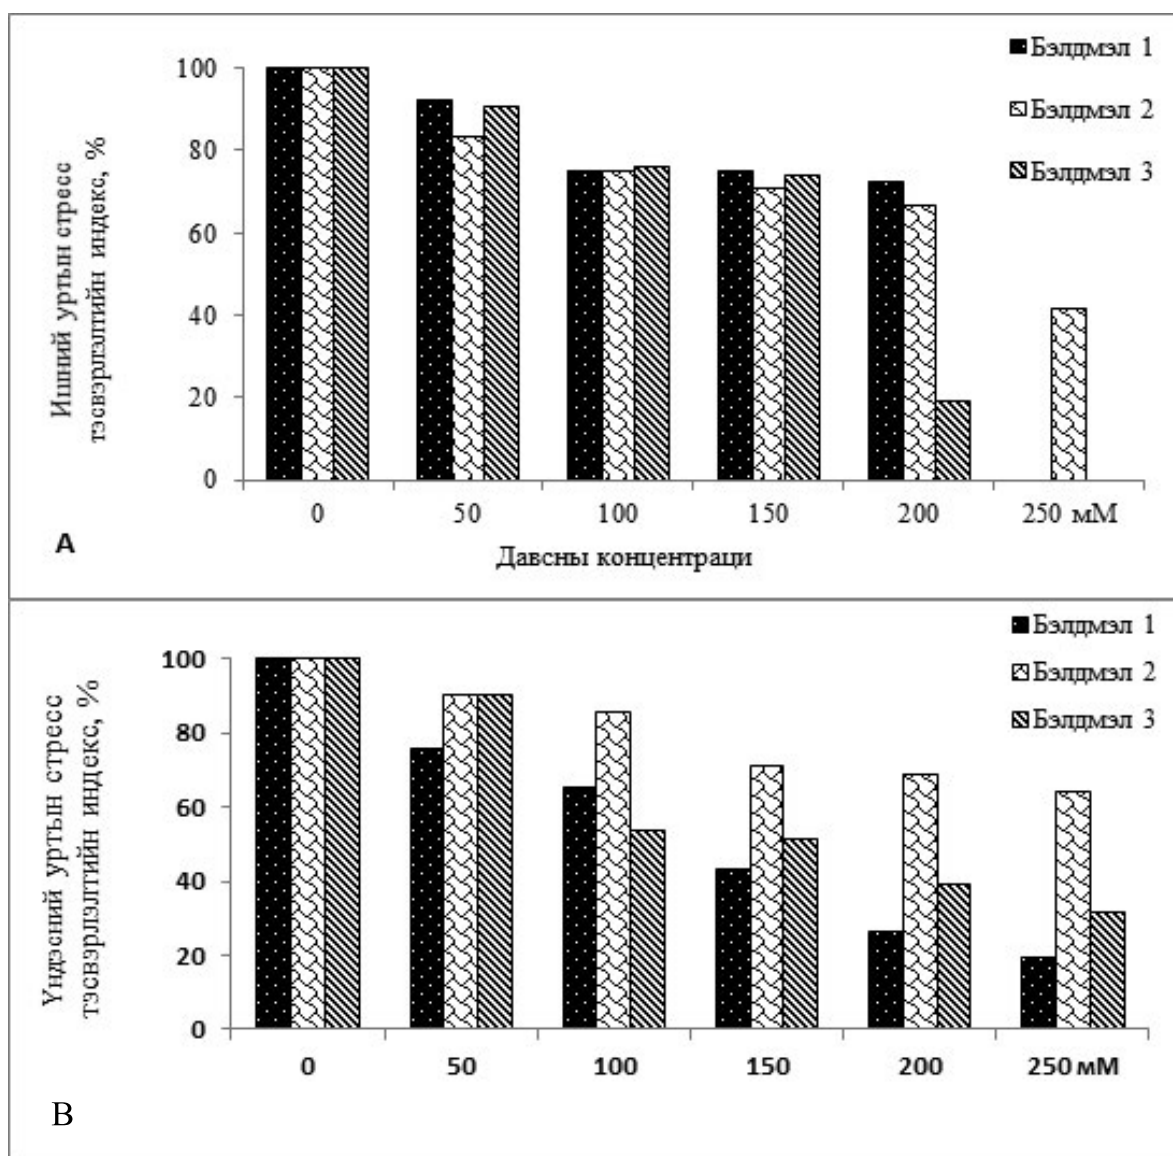 Бэлдмэл 1
Бэлдмэл 2
Бэлдмэл 3
Ишний уртын стресс
тэсвэрлэлтийн индекс, %
100
80
60
40
20
0
0 50 100 150 200 250 мМ
A
Давсны концентраци
Бэлдмэл 1
Бэлдмэл 2
Бэлдмэл 3
Үндэсний уртын стресс
тэсвэрлэлтийн индекс, %
100
80
60
40
20
0
0 50 100 150 200 250 мМ
B